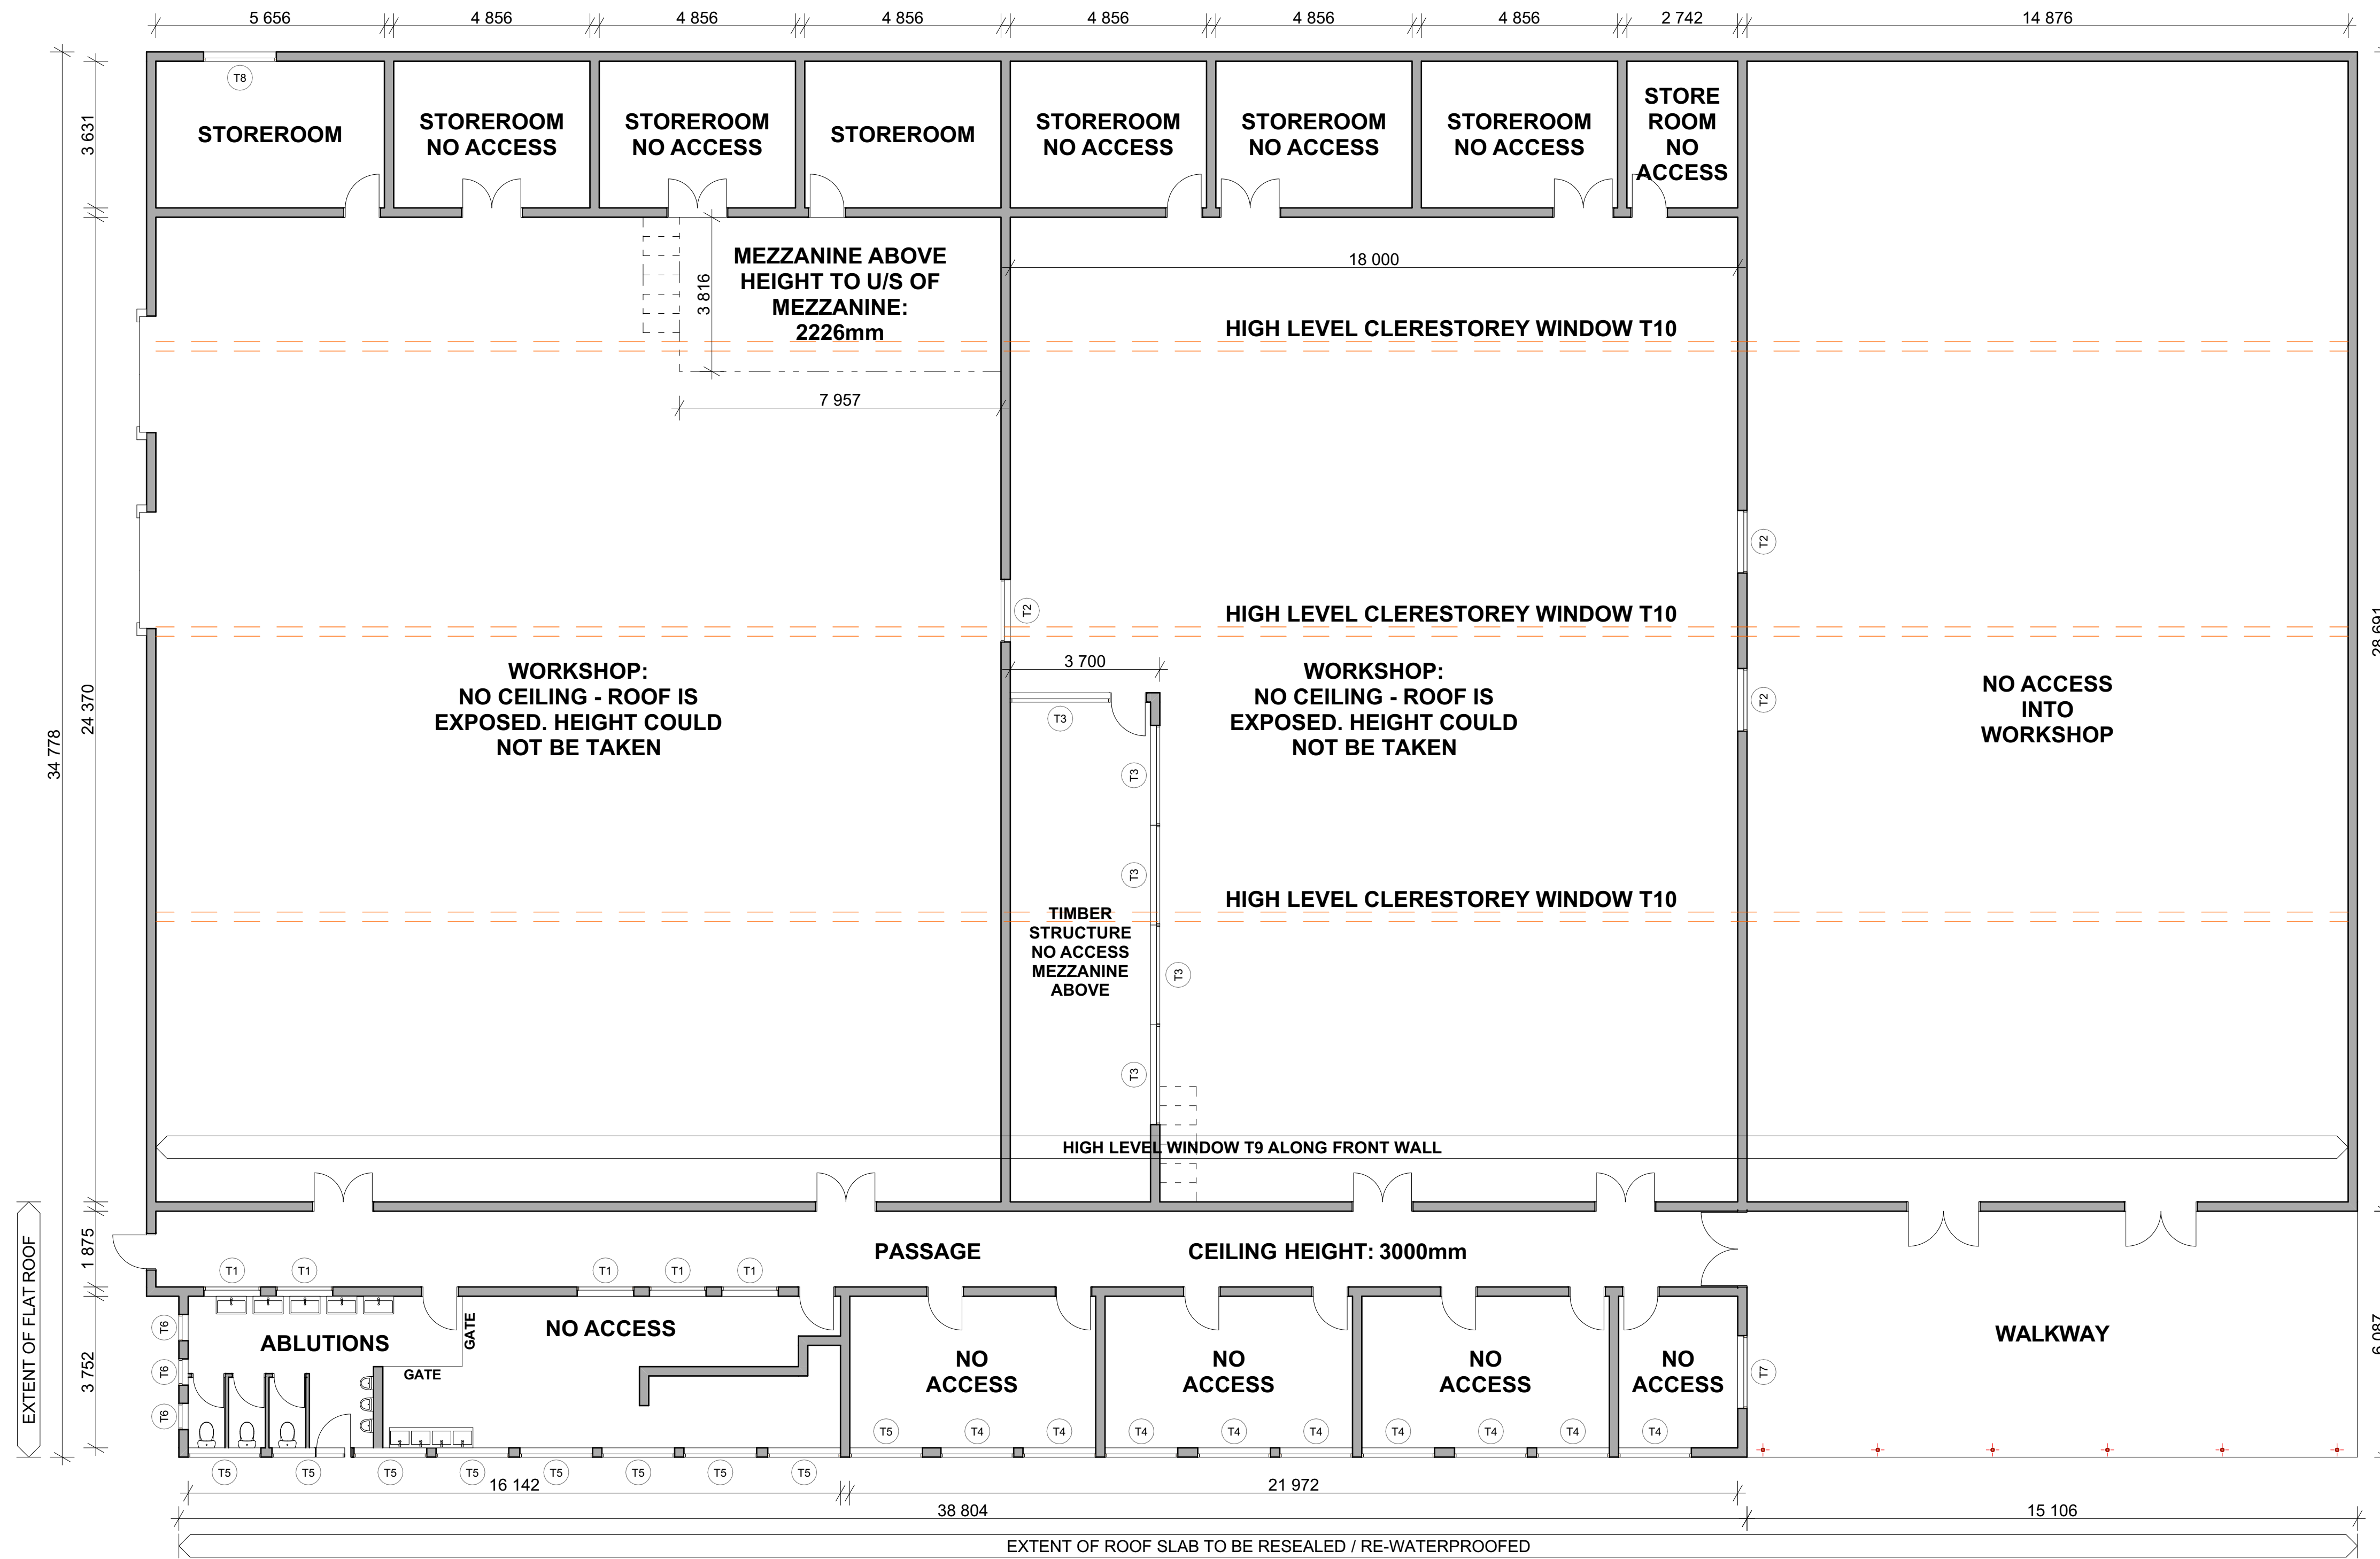 5 656
4 856
4 856
4 856
4 856
4 856
4 856
2 742
14 876
T8
3 631
STOREROOM
STOREROOM
NO ACCESS
STOREROOM
NO ACCESS
STOREROOM
STOREROOM
NO ACCESS
STOREROOM
NO ACCESS
STOREROOM
NO ACCESS
STORE
ROOM
NO
ACCESS
MEZZANINE ABOVE
HEIGHT TO U/S OF
MEZZANINE:
2226mm
3 816
7 957
18 000
HIGH LEVEL CLERESTOREY WINDOW T10
T2
T2
HIGH LEVEL CLERESTOREY WINDOW T10
28 691
34 778
24 370
WORKSHOP:
NO CEILING - ROOF IS
EXPOSED. HEIGHT COULD
NOT BE TAKEN
3 700
WORKSHOP:
NO CEILING - ROOF IS
EXPOSED. HEIGHT COULD
NOT BE TAKEN
T2
NO ACCESS
INTO
WORKSHOP
T3
T3
T3
HIGH LEVEL CLERESTOREY WINDOW T10
TIMBER
STRUCTURE
NO ACCESS
MEZZANINE
ABOVE
T3
T3
HIGH LEVEL WINDOW T9 ALONG FRONT WALL
EXTENT OF FLAT ROOF
1 875
PASSAGE
CEILING HEIGHT: 3000mm
T1
T1
T1
T1
T1
3 752
T6
T6
T6
ABLUTIONS
GATE
GATE
NO ACCESS
NO
ACCESS
NO
ACCESS
NO
ACCESS
NO
ACCESS
T7
WALKWAY
6 087
T5
T4
T4
T4
T4
T4
T4
T4
T4
T4
T5
T5
T5
T5
T5
T5
T5
T5
16 142
21 972
38 804
15 106
EXTENT OF ROOF SLAB TO BE RESEALED / RE-WATERPROOFED